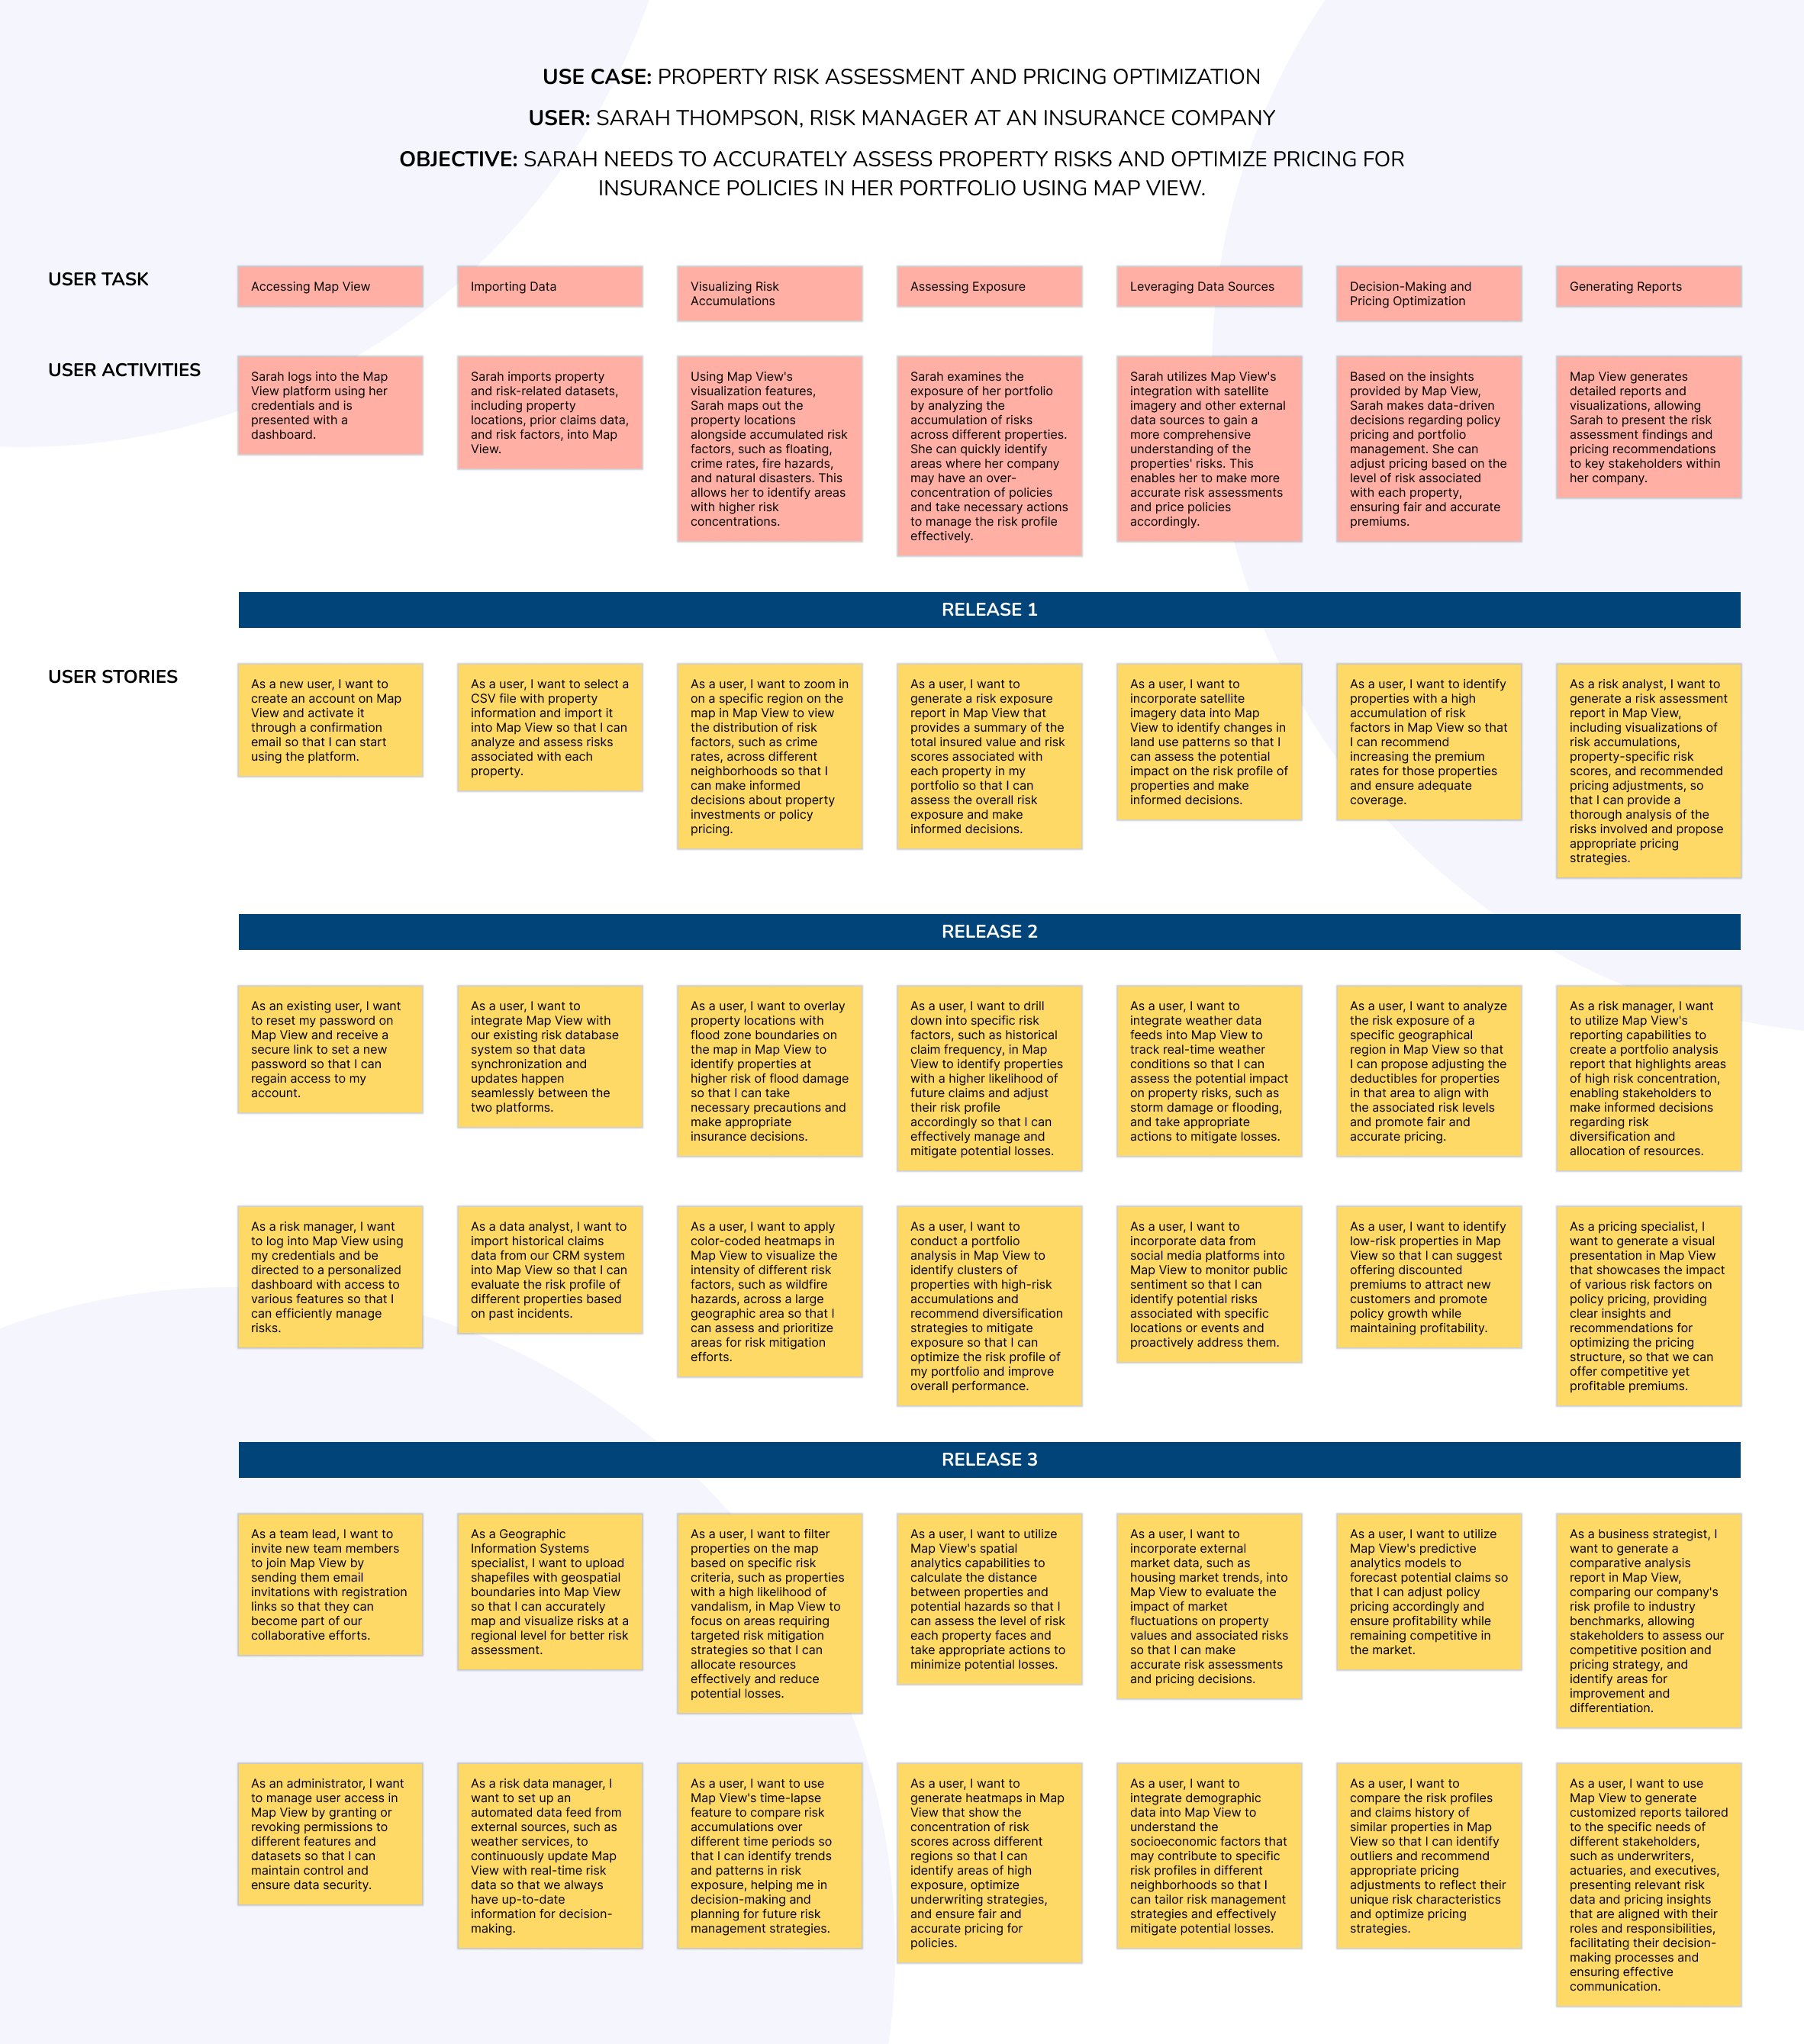 USE CASE: PROPERTY RISK ASSESSMENT AND PRICING OPTIMIZATION
USER: SARAH THOMPSON, RISK MANAGER AT AN INSURANCE COMPANY
OBJECTIVE: SARAH NEEDS TO ACCURATELY ASSESS PROPERTY RISKS AND OPTIMIZE PRICING FOR
INSURANCE POLICIES IN HER PORTFOLIO USING MAP VIEW.
USER TASK
Accessing Map View
Importing Data
Visualizing Risk
Accumulations
Assessing Exposure
Leveraging Data Sources
Decision-Making and
Pricing Optimization
Generating Reports
USER ACTIVITIES
Sarah logs into the Map
View platform using her
credentials and is
presented with a
dashboard.
Sarah imports property
and risk-related datasets,
including property
locations, prior claims data,
and risk factors, into Map
View.
Using Map View's
visualization features,
Sarah maps out the
property locations
alongside accumulated risk
factors, such as floating,
crime rates, fire hazards,
and natural disasters. This
allows her to identify areas
with higher risk
concentrations.
Sarah examines the
exposure of her portfolio
by analyzing the
accumulation of risks
across different properties.
She can quickly identify
areas where her company
may have an over-
concentration of policies
and take necessary actions
to manage the risk profile
effectively.
Sarah utilizes Map View's
integration with satellite
imagery and other external
data sources to gain a
more comprehensive
understanding of the
properties' risks. This
enables her to make more
accurate risk assessments
and price policies
accordingly.
Based on the insights
provided by Map View,
Sarah makes data-driven
decisions regarding policy
pricing and portfolio
management. She can
adjust pricing based on the
level of risk associated
with each property,
ensuring fair and accurate
premiums.
Map View generates
detailed reports and
visualizations, allowing
Sarah to present the risk
assessment findings and
pricing recommendations
to key stakeholders within
her company.
RELEASE 1
USER STORIES
As a new user, I want to
create an account on Map
View and activate it
through a confirmation
email so that I can start
using the platform.
As a user, I want to select a
CSV file with property
information and import it
into Map View so that I can
analyze and assess risks
associated with each
property.
As a user, I want to zoom in
on a specific region on the
map in Map View to view
the distribution of risk
factors, such as crime
rates, across different
neighborhoods so that I
can make informed
decisions about property
investments or policy
pricing.
As a user, I want to
generate a risk exposure
report in Map View that
provides a summary of the
total insured value and risk
scores associated with
each property in my
portfolio so that I can
assess the overall risk
exposure and make
informed decisions.
As a user, I want to
incorporate satellite
imagery data into Map
View to identify changes in
land use patterns so that I
can assess the potential
impact on the risk profile of
properties and make
informed decisions.
As a user, I want to identify
properties with a high
accumulation of risk
factors in Map View so that
I can recommend
increasing the premium
rates for those properties
and ensure adequate
coverage.
As a risk analyst, I want to
generate a risk assessment
report in Map View,
including visualizations of
risk accumulations,
property-specific risk
scores, and recommended
pricing adjustments, so
that I can provide a
thorough analysis of the
risks involved and propose
appropriate pricing
strategies.
RELEASE 2
As an existing user, I want
to reset my password on
Map View and receive a
secure link to set a new
password so that I can
regain access to my
account.
As a user, I want to
integrate Map View with
our existing risk database
system so that data
synchronization and
updates happen
seamlessly between the
two platforms.
As a user, I want to overlay
property locations with
flood zone boundaries on
the map in Map View to
identify properties at
higher risk of flood damage
so that I can take
necessary precautions and
make appropriate
insurance decisions.
As a user, I want to drill
down into specific risk
factors, such as historical
claim frequency, in Map
View to identify properties
with a higher likelihood of
future claims and adjust
their risk profile
accordingly so that I can
effectively manage and
mitigate potential losses.
As a user, I want to
integrate weather data
feeds into Map View to
track real-time weather
conditions so that I can
assess the potential impact
on property risks, such as
storm damage or flooding,
and take appropriate
actions to mitigate losses.
As a user, I want to analyze
the risk exposure of a
specific geographical
region in Map View so that
I can propose adjusting the
deductibles for properties
in that area to align with
the associated risk levels
and promote fair and
accurate pricing.
As a risk manager, I want
to utilize Map View's
reporting capabilities to
create a portfolio analysis
report that highlights areas
of high risk concentration,
enabling stakeholders to
make informed decisions
regarding risk
diversification and
allocation of resources.
As a risk manager, I want
to log into Map View using
my credentials and be
directed to a personalized
dashboard with access to
various features so that I
can efficiently manage
risks.
As a data analyst, I want to
import historical claims
data from our CRM system
into Map View so that I can
evaluate the risk profile of
different properties based
on past incidents.
As a user, I want to apply
color-coded heatmaps in
Map View to visualize the
intensity of different risk
factors, such as wildfire
hazards, across a large
geographic area so that I
can assess and prioritize
areas for risk mitigation
efforts.
As a user, I want to
conduct a portfolio
analysis in Map View to
identify clusters of
properties with high-risk
accumulations and
recommend diversification
strategies to mitigate
exposure so that I can
optimize the risk profile of
my portfolio and improve
overall performance.
As a user, I want to
incorporate data from
social media platforms into
Map View to monitor public
sentiment so that I can
identify potential risks
associated with specific
locations or events and
proactively address them.
As a user, I want to identify
low-risk properties in Map
View so that I can suggest
offering discounted
premiums to attract new
customers and promote
policy growth while
maintaining profitability.
As a pricing specialist, I
want to generate a visual
presentation in Map View
that showcases the impact
of various risk factors on
policy pricing, providing
clear insights and
recommendations for
optimizing the pricing
structure, so that we can
offer competitive yet
profitable premiums.
RELEASE 3
As a team lead, I want to
invite new team members
to join Map View by
sending them email
invitations with registration
links so that they can
become part of our
collaborative efforts.
As a Geographic
Information Systems
specialist, I want to upload
shapefiles with geospatial
boundaries into Map View
so that I can accurately
map and visualize risks at a
regional level for better risk
assessment.
As a user, I want to filter
properties on the map
based on specific risk
criteria, such as properties
with a high likelihood of
vandalism, in Map View to
focus on areas requiring
targeted risk mitigation
strategies so that I can
allocate resources
effectively and reduce
potential losses.
As a user, I want to utilize
Map View's spatial
analytics capabilities to
calculate the distance
between properties and
potential hazards so that I
can assess the level of risk
each property faces and
take appropriate actions to
minimize potential losses.
As a user, I want to
incorporate external
market data, such as
housing market trends, into
Map View to evaluate the
impact of market
fluctuations on property
values and associated risks
so that I can make
accurate risk assessments
and pricing decisions.
As a user, I want to utilize
Map View's predictive
analytics models to
forecast potential claims so
that I can adjust policy
pricing accordingly and
ensure profitability while
remaining competitive in
the market.
As a business strategist, I
want to generate a
comparative analysis
report in Map View,
comparing our company's
risk profile to industry
benchmarks, allowing
stakeholders to assess our
competitive position and
pricing strategy, and
identify areas for
improvement and
differentiation.
As an administrator, I want
to manage user access in
Map View by granting or
revoking permissions to
different features and
datasets so that I can
maintain control and
ensure data security.
As a risk data manager, I
want to set up an
automated data feed from
external sources, such as
weather services, to
continuously update Map
View with real-time risk
data so that we always
have up-to-date
information for decision-
making.
As a user, I want to use
Map View's time-lapse
feature to compare risk
accumulations over
different time periods so
that I can identify trends
and patterns in risk
exposure, helping me in
decision-making and
planning for future risk
management strategies.
As a user, I want to
generate heatmaps in Map
View that show the
concentration of risk
scores across different
regions so that I can
identify areas of high
exposure, optimize
underwriting strategies,
and ensure fair and
accurate pricing for
policies.
As a user, I want to
integrate demographic
data into Map View to
understand the
socioeconomic factors that
may contribute to specific
risk profiles in different
neighborhoods so that I
can tailor risk management
strategies and effectively
mitigate potential losses.
As a user, I want to
compare the risk profiles
and claims history of
similar properties in Map
View so that I can identify
outliers and recommend
appropriate pricing
adjustments to reflect their
unique risk characteristics
and optimize pricing
strategies.
As a user, I want to use
Map View to generate
customized reports tailored
to the specific needs of
different stakeholders,
such as underwriters,
actuaries, and executives,
presenting relevant risk
data and pricing insights
that are aligned with their
roles and responsibilities,
facilitating their decision-
making processes and
ensuring effective
communication.